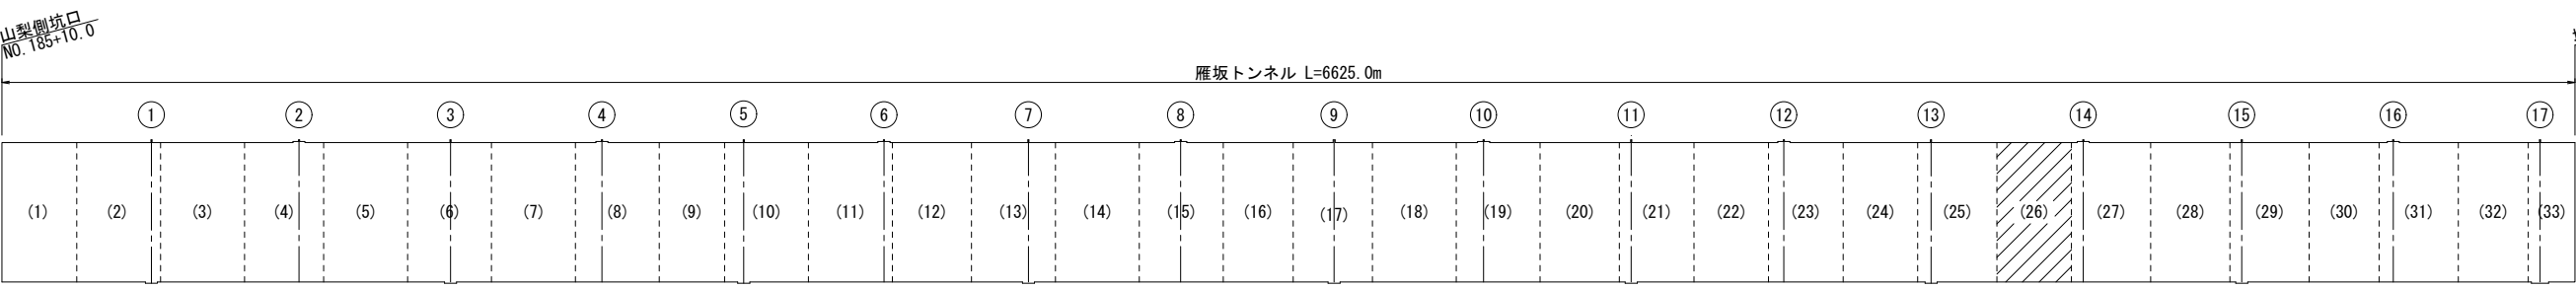 山梨側坑口
NO.185+10.0
雁坂トンネル L=6625.0m
1 2 3 4 5 6 7 8 9 10 11 12 13 14 15 16 17
(1) (2) (3) (4) (5) (6) (7) (8) (9) (10) (11) (12) (13) (14) (15) (16) (17) (18) (19) (20) (21) (22) (23) (24) (25) (26) (27) (28) (29) (30) (31) (32) (33)